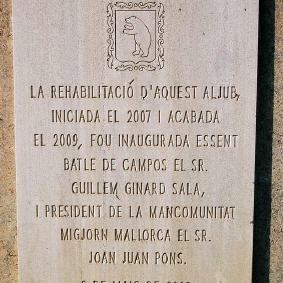 LA REHABILITACIÓ D'AQUEST ALJUB,
INICIADA EL 2007 I ACABADA
EL 2009, FOU INAUGURADA ESSENT
BATLE DE CAMPOS EL SR.
GUILLEM GINARD SALA,
I PRESIDENT DE LA MANCOMUNITAT
MIGJORN MALLORCA EL SR.
JOAN JUAN PONS.